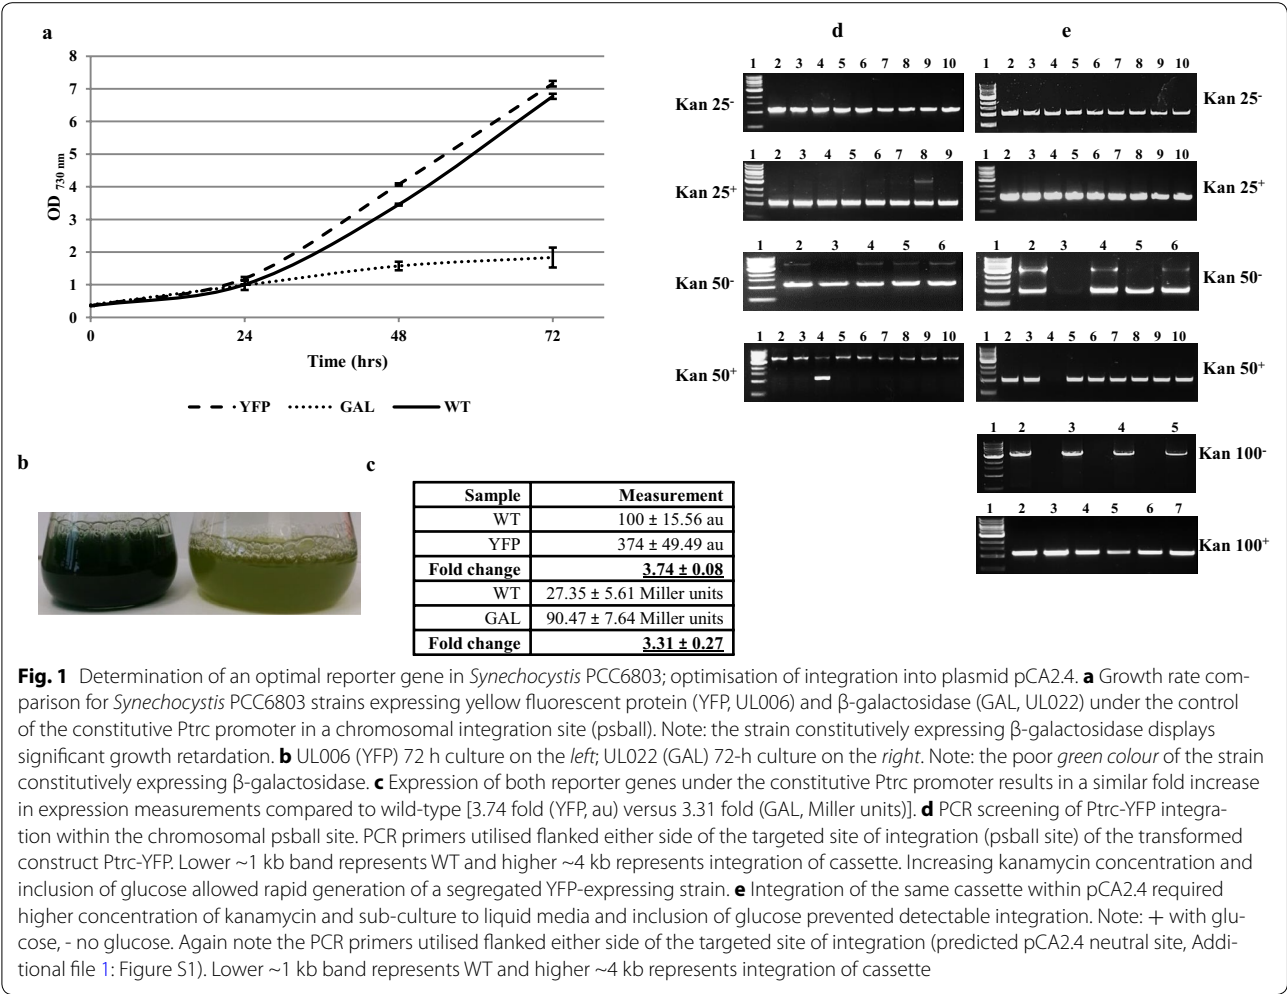 a
8
7
6
5
4
3
2
1
0
OD 730 nm
0 24 48 72
Time (hrs)
YFP GAL WT
b
c
Sample Measurement
WT 100 ± 15.56 au
YFP 374 ± 49.49 au
Fold change 3.74 ± 0.08
WT 27.35 ± 5.61 Miller units
GAL 90.47 ± 7.64 Miller units
Fold change 3.31 ± 0.27
d
1 2 3 4 5 6 7 8 9 10
Kan 25-
1 2 3 4 5 6 7 8 9
Kan 25+
1 2 3 4 5 6
Kan 50-
1 2 3 4 5 6 7 8 9 10
Kan 50+
e
1 2 3 4 5 6 7 8 9 10
Kan 25-
1 2 3 4 5 6 7 8 9 10
Kan 25+
1 2 3 4 5 6
Kan 50-
1 2 3 4 5 6 7 8 9 10
Kan 50+
1 2 3 4 5
Kan 100-
1 2 3 4 5 6 7
Kan 100+
Fig. 1 Determination of an optimal reporter gene in Synechocystis PCC6803; optimisation of integration into plasmid pCA2.4. a Growth rate com-
parison for Synechocystis PCC6803 strains expressing yellow fluorescent protein (YFP, UL006) and β-galactosidase (GAL, UL022) under the control
of the constitutive Ptrc promoter in a chromosomal integration site (psbaII). Note: the strain constitutively expressing β-galactosidase displays
significant growth retardation. b UL006 (YFP) 72 h culture on the left; UL022 (GAL) 72-h culture on the right. Note: the poor green colour of the strain
constitutively expressing β-galactosidase. c Expression of both reporter genes under the constitutive Ptrc promoter results in a similar fold increase
in expression measurements compared to wild-type [3.74 fold (YFP, au) versus 3.31 fold (GAL, Miller units)]. d PCR screening of Ptrc-YFP integra-
tion within the chromosomal psbaII site. PCR primers utilised flanked either side of the targeted site of integration (psbaII site) of the transformed
construct Ptrc-YFP. Lower ~1 kb band represents WT and higher ~4 kb represents integration of cassette. Increasing kanamycin concentration and
inclusion of glucose allowed rapid generation of a segregated YFP-expressing strain. e Integration of the same cassette within pCA2.4 required
higher concentration of kanamycin and sub-culture to liquid media and inclusion of glucose prevented detectable integration. Note: + with glu-
cose, - no glucose. Again note the PCR primers utilised flanked either side of the targeted site of integration (predicted pCA2.4 neutral site, Addi-
tional file 1: Figure S1). Lower ~1 kb band represents WT and higher ~4 kb represents integration of cassette